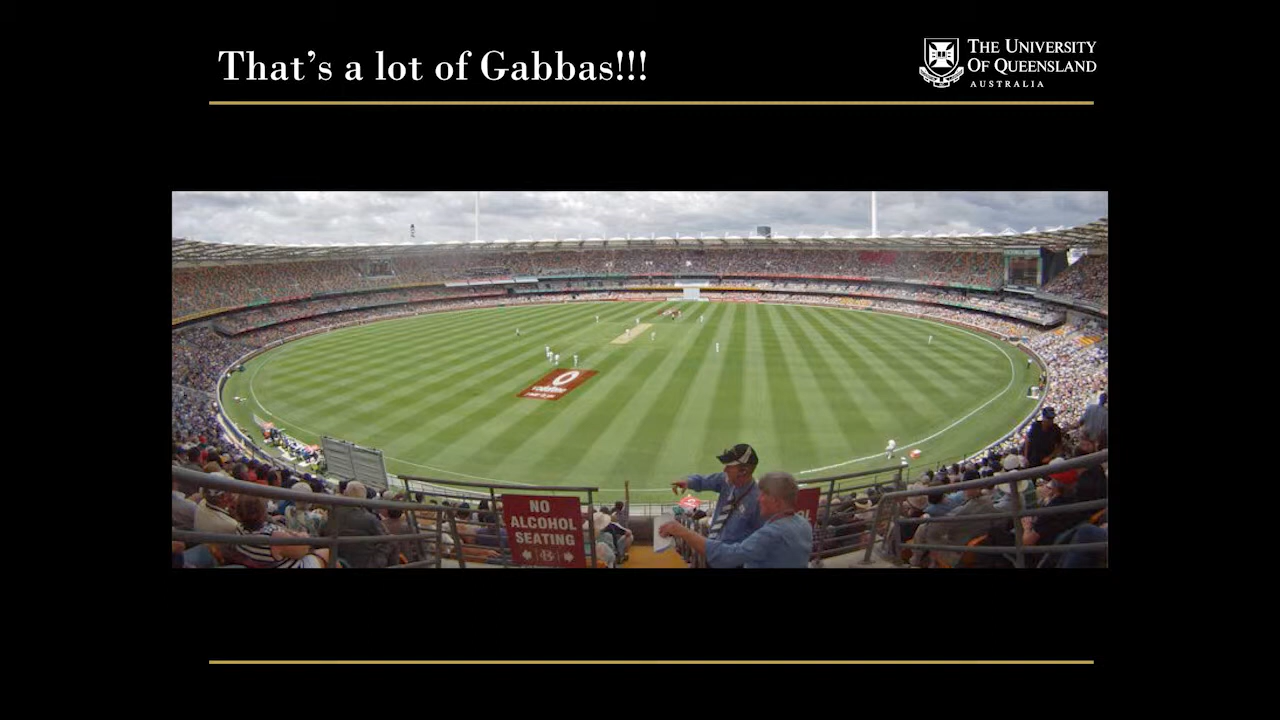 That's a lot of Gabbas!!!
THE UNIVERSITY
OF QUEENSLAND
AUSTRALIA
NO
ALCOHOL
SEATING